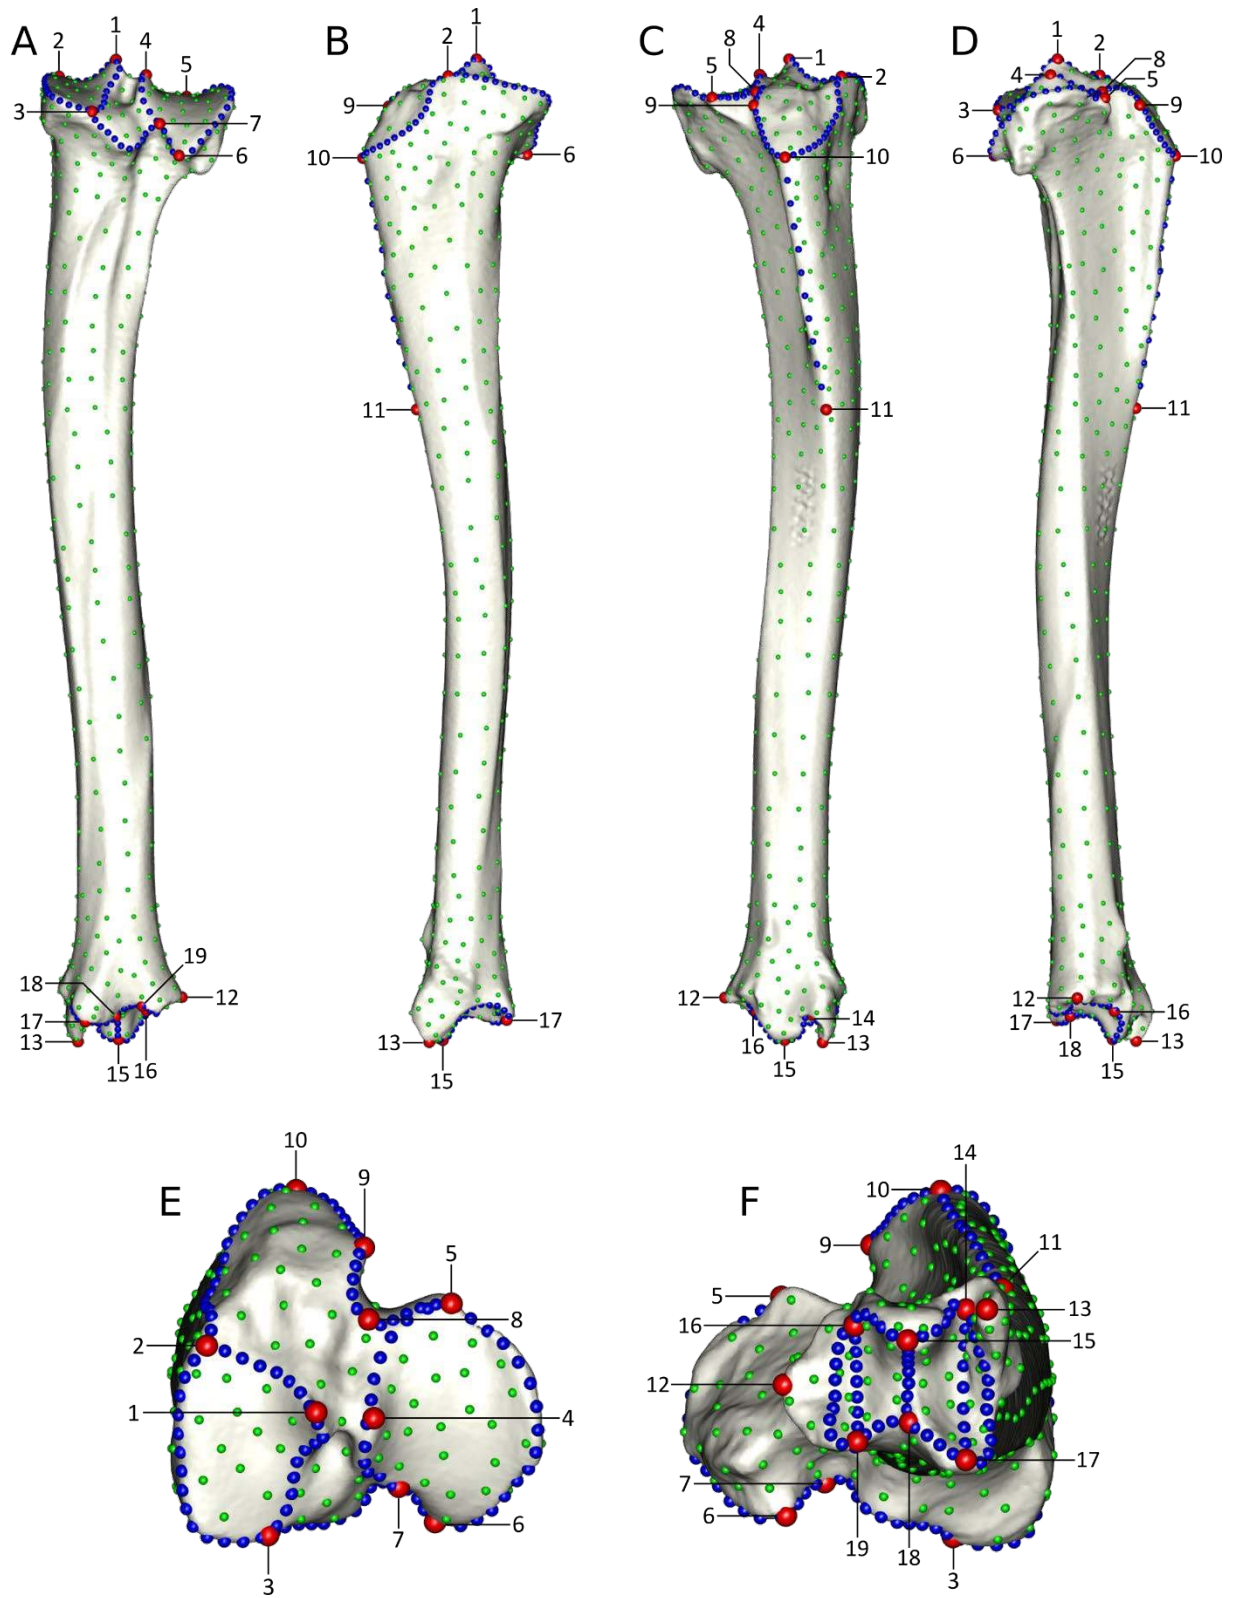 A 2 1 4 5 3 7 6
B 1 2 9 10 6
C 4 8 1 5 2 9 10
D 1 2 8 4 5 3 9 6 10
11 11 11
19 18 12 17 13 15 16
17 13 15
12 14 16 13 15
12 16 17 18 13 15
E 10 9 5 2 8 1 4 7 6 3
F 14 10 9 11 5 13 16 15 12 17 7 6 19 18 3